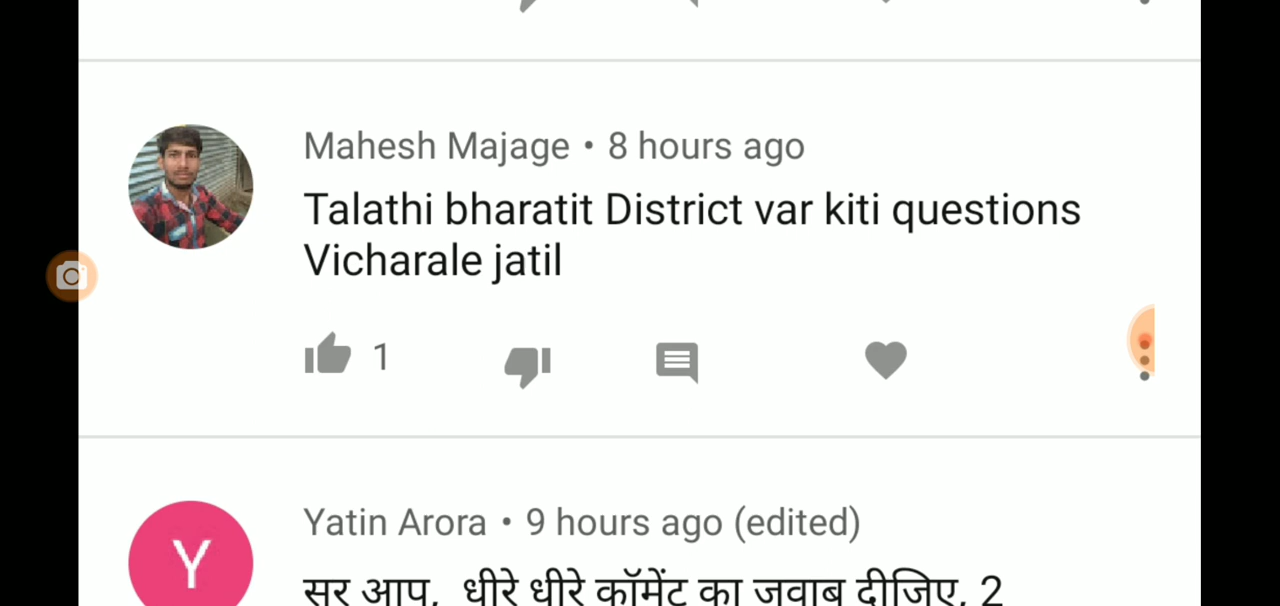 Mahesh Majage • 8 hours ago
Talathi bharatit District var kiti questions
Vicharale jatil
1
Y
Yatin Arora • 9 hours ago (edited)
सर आप, धीरे धीरे कॉमेंट का जवाब दीजिए, 2